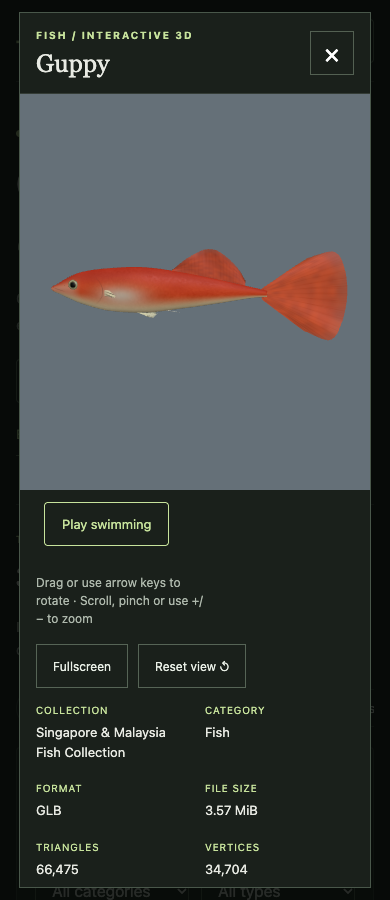 FISH / INTERACTIVE 3D
Guppy
×
Play swimming
Drag or use arrow keys to
rotate · Scroll, pinch or use +/
− to zoom
Fullscreen
Reset view ↺
COLLECTION
Singapore & Malaysia
Fish Collection
CATEGORY
Fish
FORMAT
GLB
FILE SIZE
3.57 MiB
TRIANGLES
66,475
VERTICES
34,704
All categories
All types